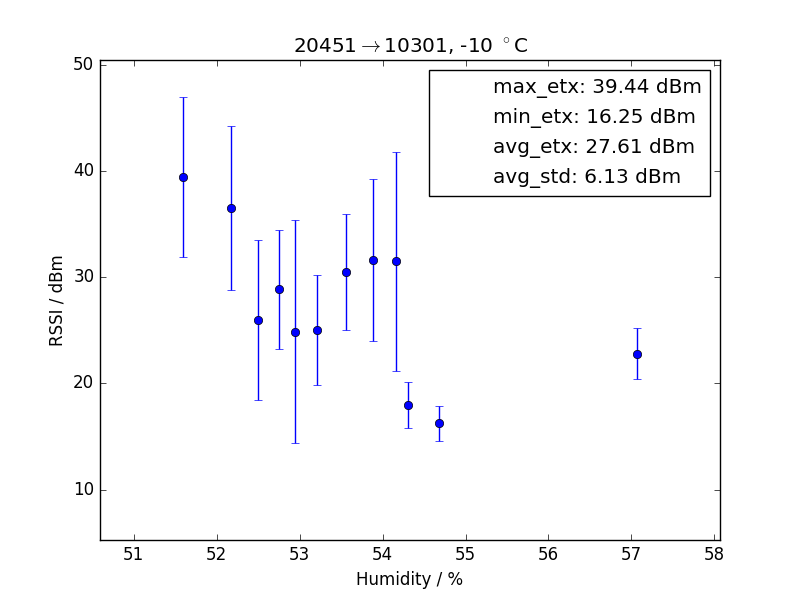 20451→10301, -10 °C
max_etx: 39.44 dBm
min_etx: 16.25 dBm
avg_etx: 27.61 dBm
avg_std: 6.13 dBm
RSSI / dBm
50
40
30
20
10
51 52 53 54 55 56 57 58
Humidity / %